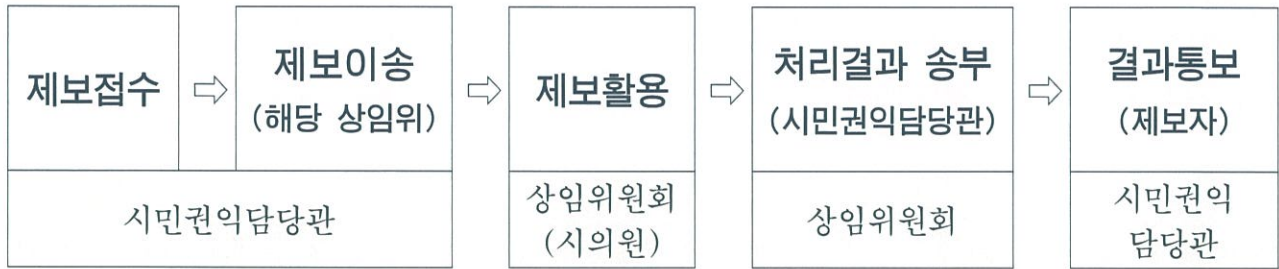 제보접수 ⇨ 제보이송 ⇨ 제보활용 ⇨ 처리결과 송부 ⇨ 결과통보
(해당 상임위) (시민권익담당관) (제보자)
시민권익담당관 상임위원회 상임위원회 시민권익
(시의원) 담당관